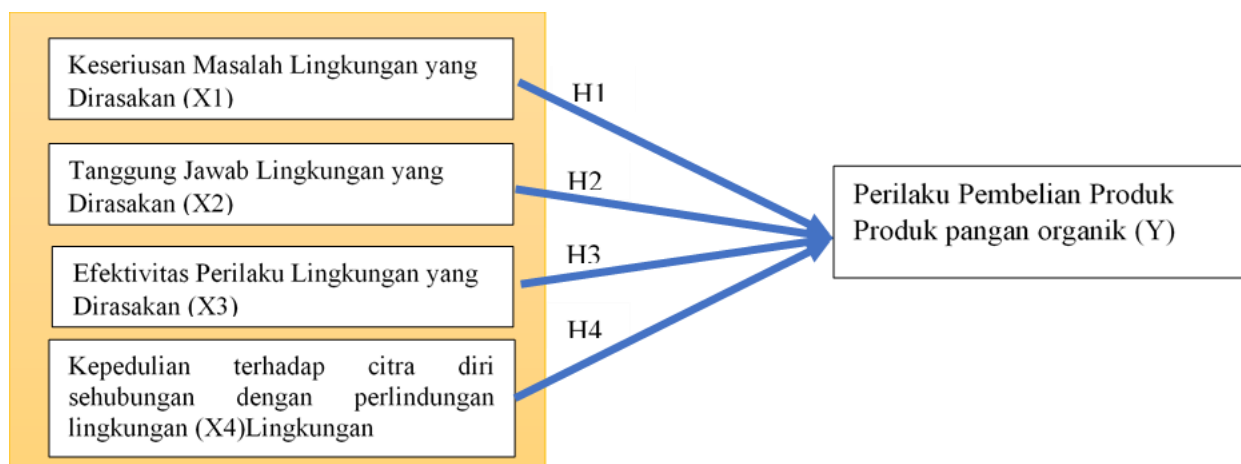 Keseriusan Masalah Lingkungan yang
Dirasakan (X1)
H1
Tanggung Jawab Lingkungan yang
Dirasakan (X2)
H2
Efektivitas Perilaku Lingkungan yang
Dirasakan (X3)
H3
Kepedulian terhadap citra diri
sehubungan dengan perlindungan
lingkungan (X4)Lingkungan
H4
Perilaku Pembelian Produk
Produk pangan organik (Y)